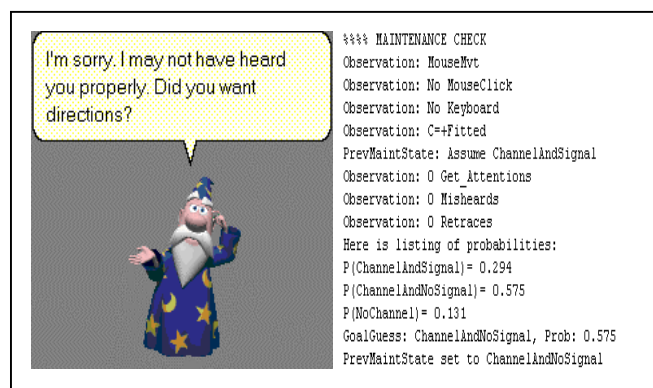 I'm sorry. I may not have heard
you properly. Did you want
directions?
%%%% MAINTENANCE CHECK
Observation: MouseMvt
Observation: No MouseClick
Observation: No Keyboard
Observation: C=+Fitted
PrevMaintState: Assume ChannelAndSignal
Observation: 0 Get_Attentions
Observation: 0 Misheards
Observation: 0 Retraces
Here is listing of probabilities:
P(ChannelAndSignal)= 0.294
P(ChannelAndNoSignal)= 0.575
P(NoChannel)= 0.131
GoalGuess: ChannelAndNoSignal, Prob: 0.575
PrevMaintState set to ChannelAndNoSignal